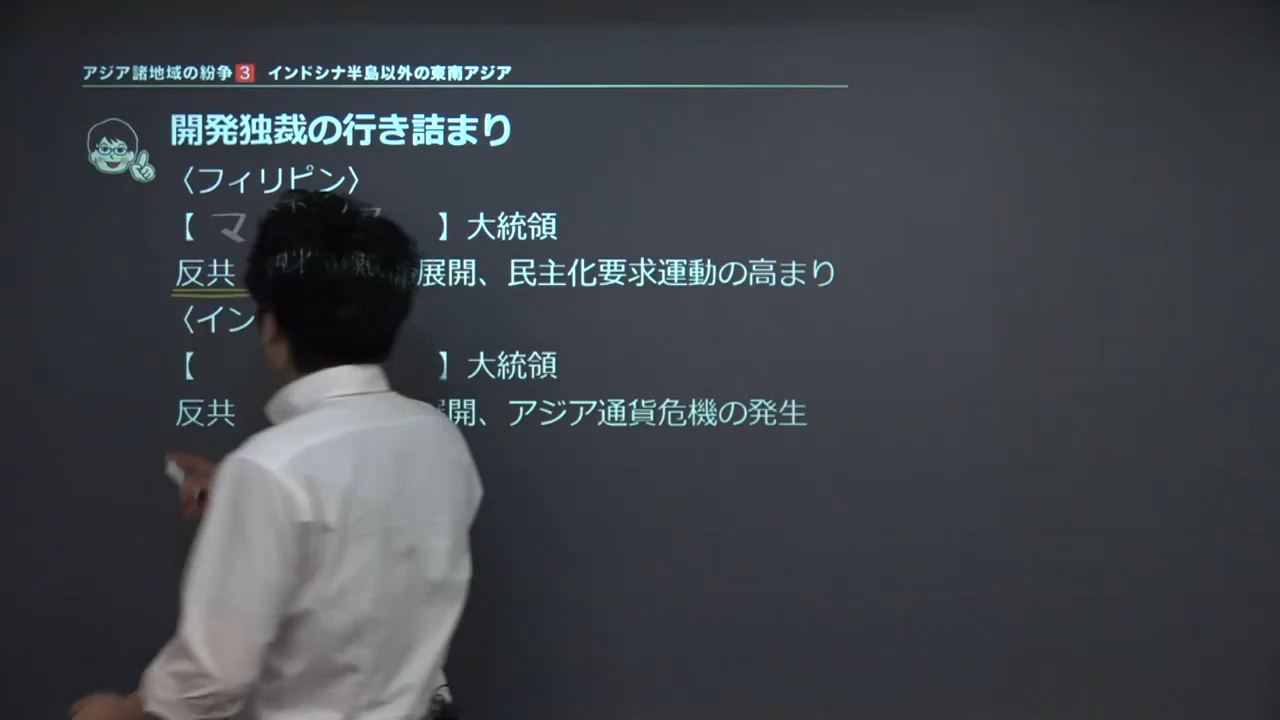 アジア諸地域の紛争 3 インドシナ半島以外の東南アジア
開発独裁の行き詰まり
〈フィリピン〉
【 マ 】大統領
反共 展開、民主化要求運動の高まり
〈イン
【 】大統領
反共 開、アジア通貨危機の発生